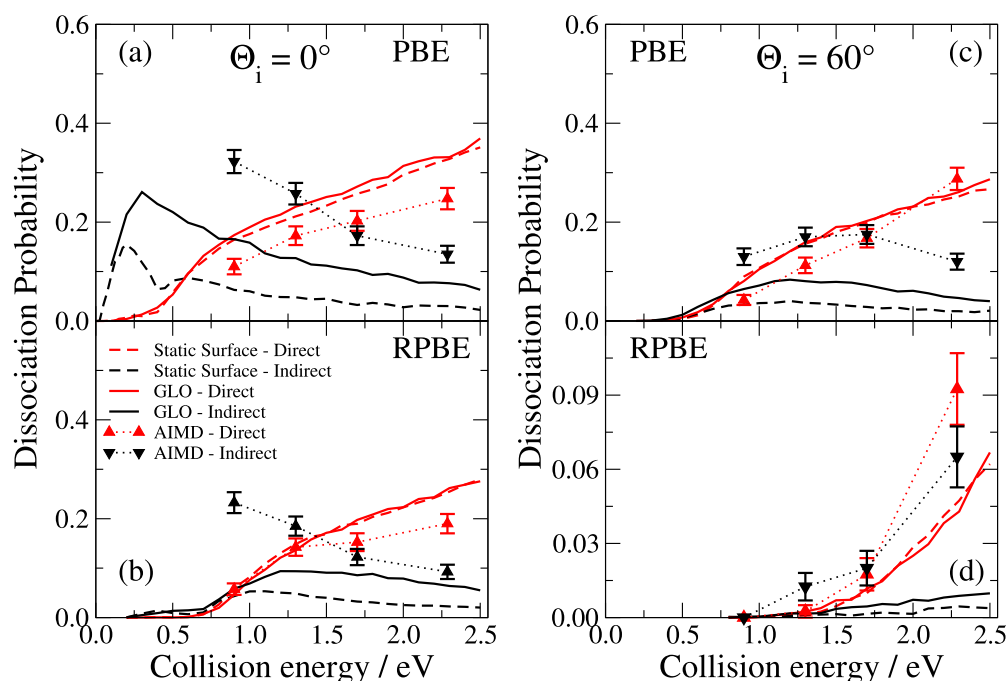 (a)
Θi = 0°
PBE
PBE
Θi = 60°
(c)
0.6
0.4
0.2
0.0
0.6
0.4
0.2
0.0
Dissociation Probability
Dissociation Probability
RPBE
Static Surface - Direct
Static Surface - Indirect
GLO - Direct
GLO - Indirect
AIMD - Direct
AIMD - Indirect
(b)
0.4
0.2
0.0
RPBE
(d)
0.09
0.06
0.03
0.00
0.0 0.5 1.0 1.5 2.0 2.5
0.0 0.5 1.0 1.5 2.0 2.5
Collision energy / eV
Collision energy / eV